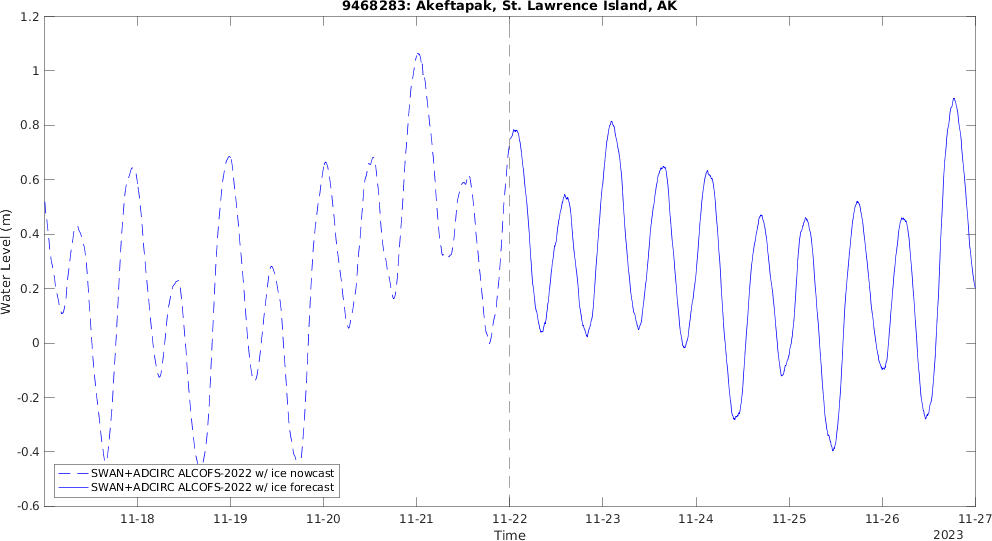 9468283: Akeftapak, St. Lawrence Island, AK
1.2
1
0.8
0.6
0.4
0.2
0
-0.2
-0.4
-0.6
Water Level (m)
SWAN+ADCIRC ALCOFS-2022 w/ ice nowcast
SWAN+ADCIRC ALCOFS-2022 w/ ice forecast
11-18 11-19 11-20 11-21 11-22 11-23 11-24 11-25 11-26 11-27
Time
2023